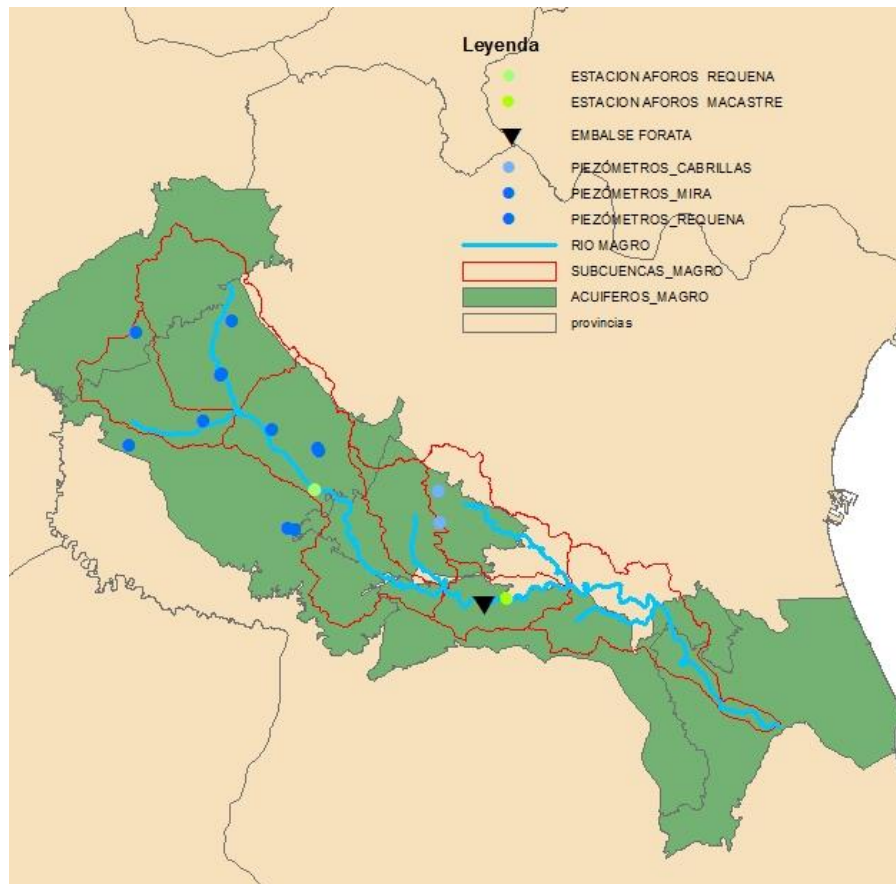 Leyenda
ESTACION AFOROS REQUENA
ESTACION AFOROS MACASTRE
EMBALSE FORATA
PIEZÓMETROS_CABRILLAS
PIEZÓMETROS_MIRA
PIEZÓMETROS_REQUENA
RIO MAGRO
SUBCUENCAS_MAGRO
ACUIFEROS_MAGRO
provincias